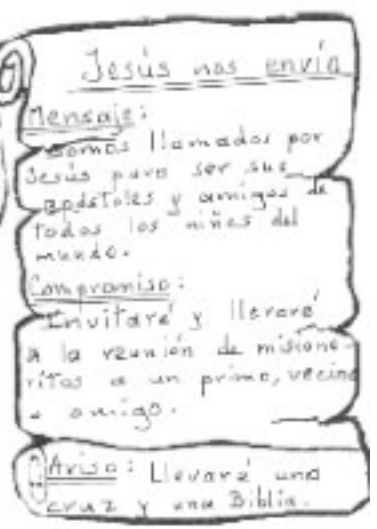 Jesús nos envía
Mensaje:
Somos llamados por
Jesús para ser sus
apóstoles y amigos de
todos los niños del
mundo.
Compromiso:
Invitaré y llevaré
a la reunión de misione-
ritos a un primo, vecino
o amigo.
Aviso: Llevaré una
cruz y una Biblia.